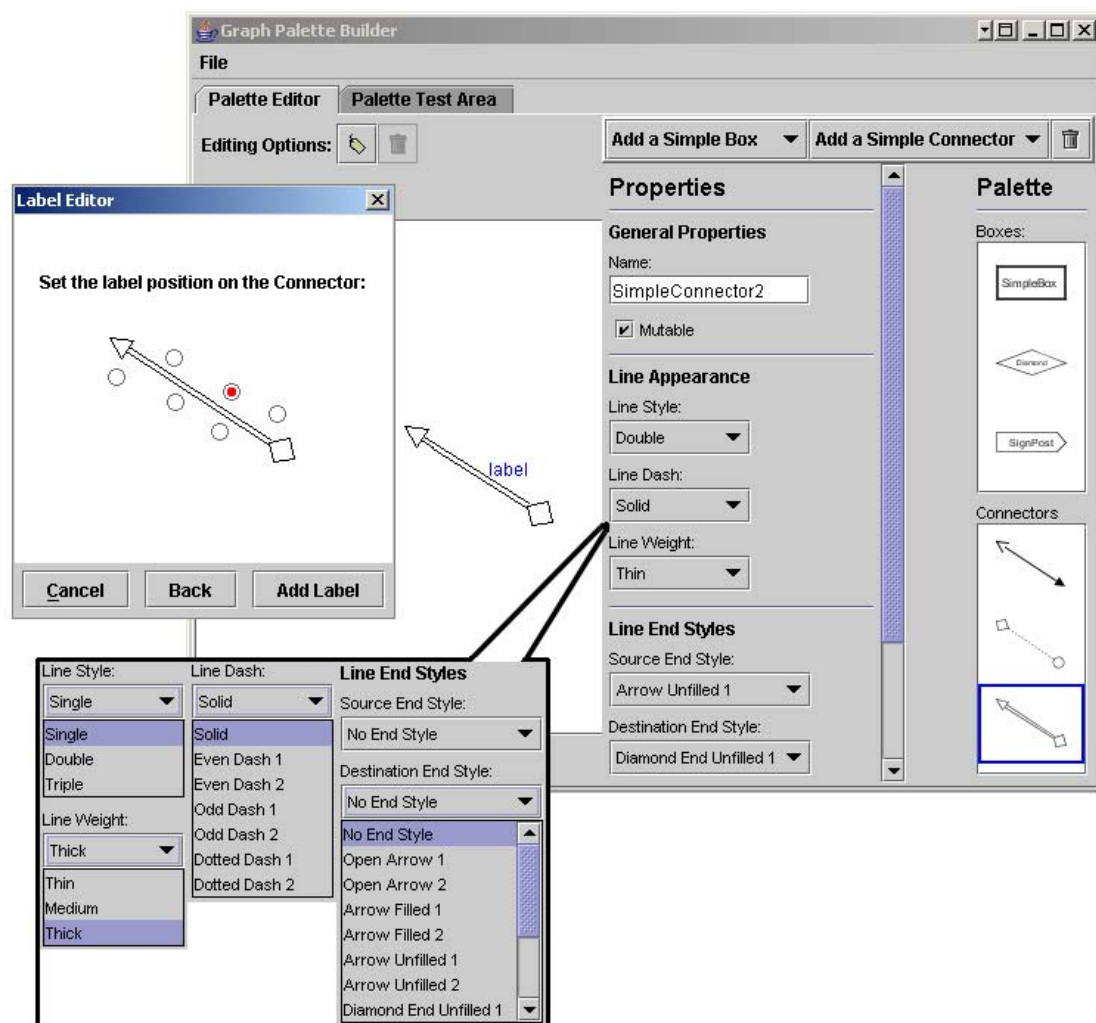 Graph Palette Builder
File
Palette Editor
Palette Test Area
Editing Options:
Add a Simple Box
Add a Simple Connector
Label Editor
Set the label position on the Connector:
Cancel
Back
Add Label
label
Properties
General Properties
Name:
SimpleConnector2
Mutable
Line Appearance
Line Style:
Double
Line Dash:
Solid
Line Weight:
Thin
Line End Styles
Source End Style:
Arrow Unfilled 1
Destination End Style:
Diamond End Unfilled 1
Palette
Boxes:
SimpleBox
Diamond
SignPost
Connectors
Line Style:
Single
Single
Double
Triple
Line Weight:
Thick
Thin
Medium
Thick
Line Dash:
Solid
Solid
Even Dash 1
Even Dash 2
Odd Dash 1
Odd Dash 2
Dotted Dash 1
Dotted Dash 2
Line End Styles
Source End Style:
No End Style
Destination End Style:
No End Style
No End Style
Open Arrow 1
Open Arrow 2
Arrow Filled 1
Arrow Filled 2
Arrow Unfilled 1
Arrow Unfilled 2
Diamond End Unfilled 1